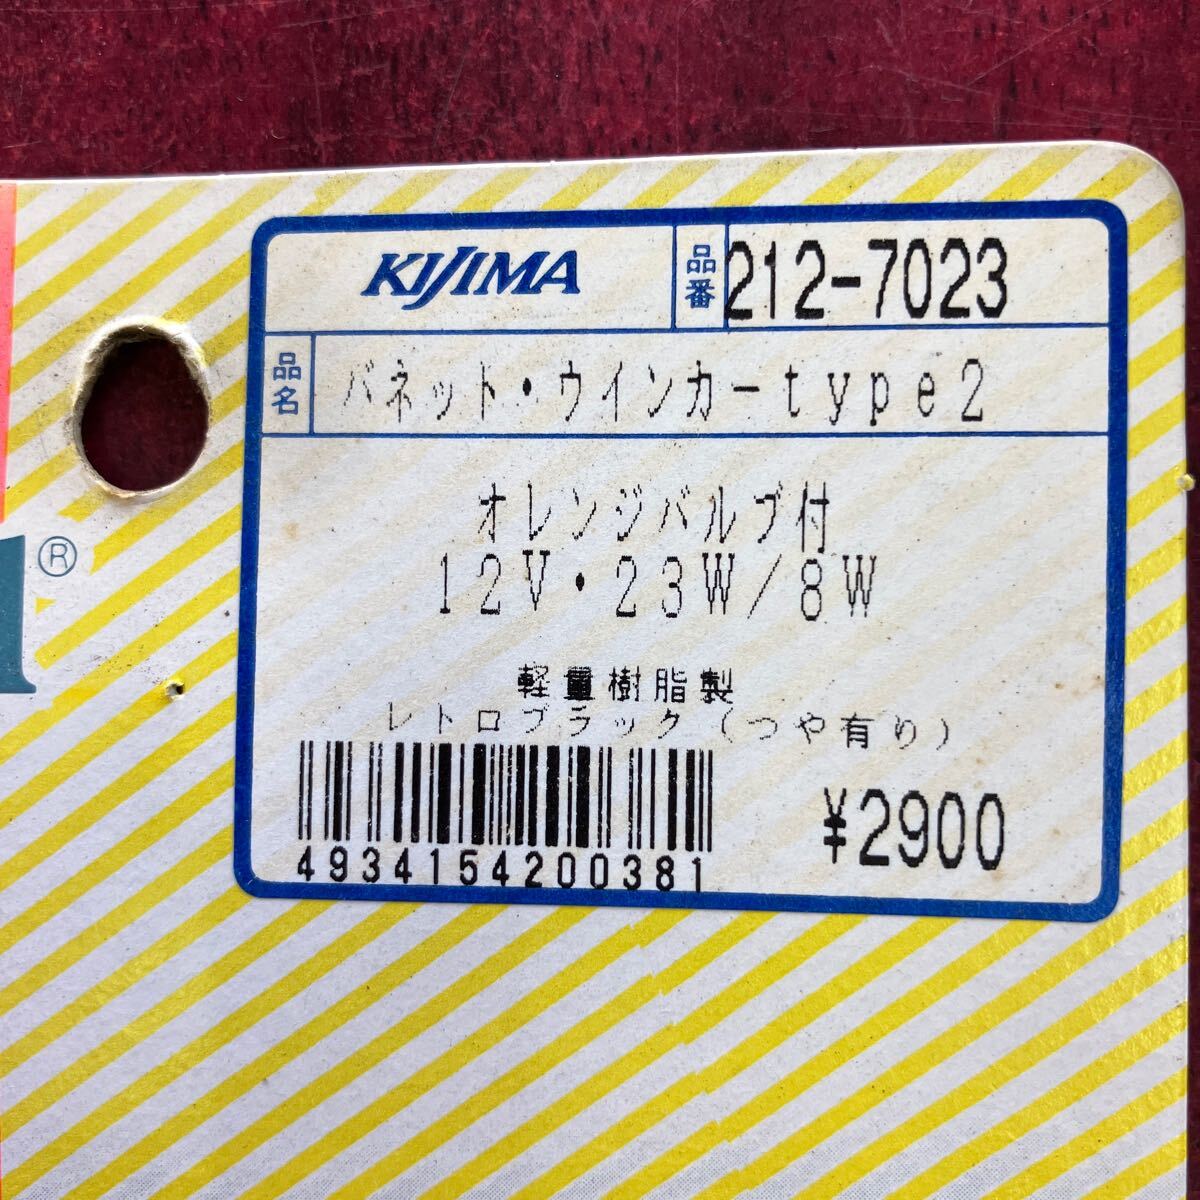 KIJIMA 品番 212-7023
品名 バネット・ウインカーtype2
オレンジバルブ付
12V・23W/8W
®
軽量樹脂製
レトロブラック(つや有り)
¥2900
4934154200381